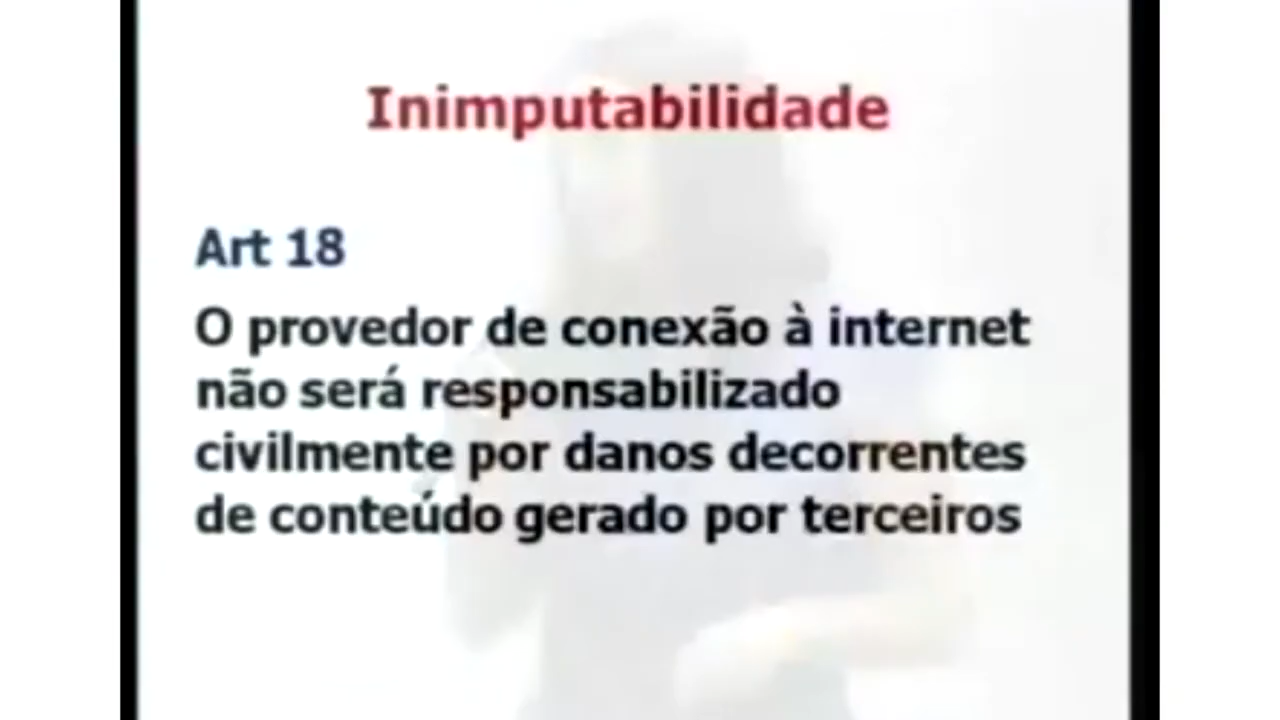 Inimputabilidade
Art 18
O provedor de conexão à internet
não será responsabilizado
civilmente por danos decorrentes
de conteúdo gerado por terceiros